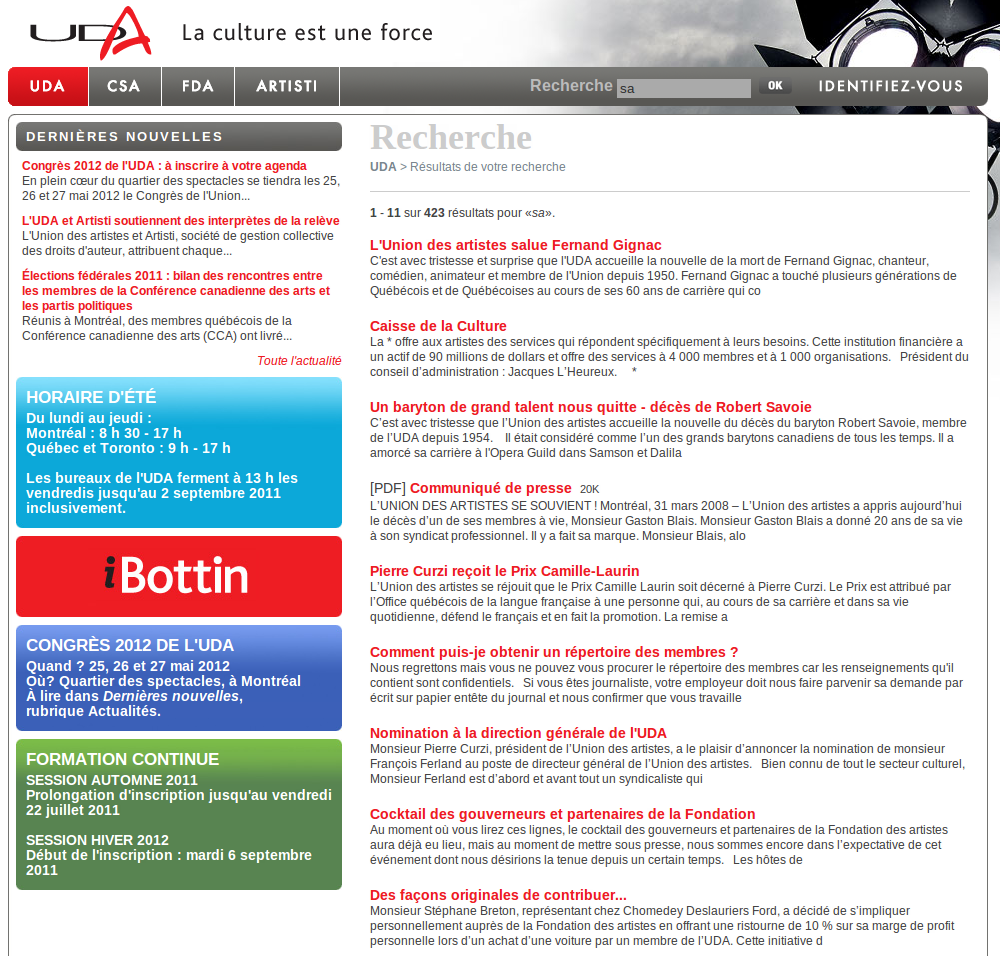 UDA
La culture est une force
UDA
CSA
FDA
ARTISTI
Recherche
sa
OK
IDENTIFIEZ-VOUS
DERNIÈRES NOUVELLES
Congrès 2012 de l'UDA : à inscrire à votre agenda
En plein cœur du quartier des spectacles se tiendra les 25,
26 et 27 mai 2012 le Congrès de l'Union...
L'UDA et Artisti soutiennent des interprètes de la relève
L'Union des artistes et Artisti, société de gestion collective
des droits d'auteur, attribuent chaque...
Élections fédérales 2011 : bilan des rencontres entre
les membres de la Conférence canadienne des arts et
les partis politiques
Réunis à Montréal, des membres québécois de la
Conférence canadienne des arts (CCA) ont livré...
Toute l'actualité
HORAIRE D'ÉTÉ
Du lundi au jeudi :
Montréal : 8 h 30 - 17 h
Québec et Toronto : 9 h - 17 h
Les bureaux de l'UDA ferment à 13 h les
vendredis jusqu'au 2 septembre 2011
inclusivement.
iBottin
CONGRÈS 2012 DE L'UDA
Quand ? 25, 26 et 27 mai 2012
Où? Quartier des spectacles, à Montréal
À lire dans Dernières nouvelles,
rubrique Actualités.
FORMATION CONTINUE
SESSION AUTOMNE 2011
Prolongation d'inscription jusqu'au vendredi
22 juillet 2011
SESSION HIVER 2012
Début de l'inscription : mardi 6 septembre
2011
Recherche
UDA > Résultats de votre recherche
1 - 11 sur 423 résultats pour «sa».
L'Union des artistes salue Fernand Gignac
C'est avec tristesse et surprise que l'UDA accueille la nouvelle de la mort de Fernand Gignac, chanteur,
comédien, animateur et membre de l'Union depuis 1950. Fernand Gignac a touché plusieurs générations de
Québécois et de Québécoises au cours de ses 60 ans de carrière qui co
Caisse de la Culture
La * offre aux artistes des services qui répondent spécifiquement à leurs besoins. Cette institution financière a
un actif de 90 millions de dollars et offre des services à 4 000 membres et à 1 000 organisations. Président du
conseil d’administration : Jacques L’Heureux. *
Un baryton de grand talent nous quitte - décès de Robert Savoie
C’est avec tristesse que l’Union des artistes accueille la nouvelle du décès du baryton Robert Savoie, membre
de l’UDA depuis 1954. Il était considéré comme l’un des grands barytons canadiens de tous les temps. Il a
amorcé sa carrière à l'Opera Guild dans Samson et Dalila
[PDF] Communiqué de presse 20K
L'UNION DES ARTISTES SE SOUVIENT ! Montréal, 31 mars 2008 – L'Union des artistes a appris aujourd’hui
le décès d’un de ses membres à vie, Monsieur Gaston Blais. Monsieur Gaston Blais a donné 20 ans de sa vie
à son syndicat professionnel. Il y a fait sa marque. Monsieur Blais, alo
Pierre Curzi reçoit le Prix Camille-Laurin
L’Union des artistes se réjouit que le Prix Camille Laurin soit décerné à Pierre Curzi. Le Prix est attribué par
l’Office québécois de la langue française à une personne qui, au cours de sa carrière et dans sa vie
quotidienne, défend le français et en fait la promotion. La remise a
Comment puis-je obtenir un répertoire des membres ?
Nous regrettons mais vous ne pouvez vous procurer le répertoire des membres car les renseignements qu'il
contient sont confidentiels. Si vous êtes journaliste, votre employeur doit nous faire parvenir sa demande par
écrit sur papier entête du journal et nous confirmer que vous travaille
Nomination à la direction générale de l'UDA
Monsieur Pierre Curzi, président de l’Union des artistes, a le plaisir d’annoncer la nomination de monsieur
François Ferland au poste de directeur général de l’Union des artistes. Bien connu de tout le secteur culturel,
Monsieur Ferland est d’abord et avant tout un syndicaliste qui
Cocktail des gouverneurs et partenaires de la Fondation
Au moment où vous lirez ces lignes, le cocktail des gouverneurs et partenaires de la Fondation des artistes
aura déjà eu lieu, mais au moment de mettre sous presse, nous sommes encore dans l’expectative de cet
événement dont nous désirions la tenue depuis un certain temps. Les hôtes de
Des façons originales de contribuer...
Monsieur Stéphane Breton, représentant chez Chomedey Deslauriers Ford, a décidé de s’impliquer
personnellement auprès de la Fondation des artistes en offrant une ristourne de 10 % sur sa marge de profit
personnelle lors d’un achat d’une voiture par un membre de l’UDA. Cette initiative d